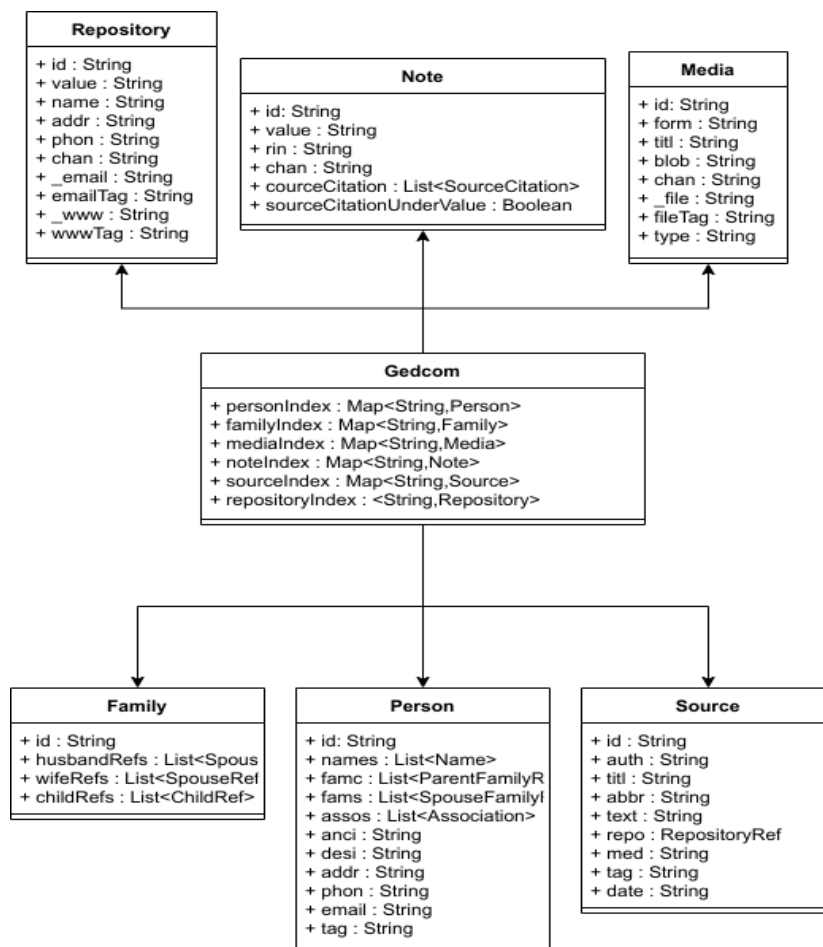 Repository
+ id : String
+ value : String
+ name : String
+ addr : String
+ phon : String
+ chan : String
+ _email : String
+ emailTag : String
+ _www : String
+ wwwTag : String
Note
+ id: String
+ value : String
+ rin : String
+ chan : String
+ courceCitation : List<SourceCitation>
+ sourceCitationUnderValue : Boolean
Media
+ id: String
+ form : String
+ titl : String
+ blob : String
+ chan : String
+ _file : String
+ fileTag : String
+ type : String
Gedcom
+ personIndex : Map<String,Person>
+ familyIndex : Map<String,Family>
+ mediaIndex : Map<String,Media>
+ noteIndex : Map<String,Note>
+ sourceIndex : Map<String,Source>
+ repositoryIndex : <String,Repository>
Family
+ id : String
+ husbandRefs : List<Spous
+ wifeRefs : List<SpouseRef
+ childRefs : List<ChildRef>
Person
+ id: String
+ names : List<Name>
+ famc : List<ParentFamilyR
+ fams : List<SpouseFamily
+ assos : List<Association>
+ anci : String
+ desi : String
+ addr : String
+ phon : String
+ email : String
+ tag : String
Source
+ id : String
+ auth : String
+ titl : String
+ abbr : String
+ text : String
+ repo : RepositoryRef
+ med : String
+ tag : String
+ date : String